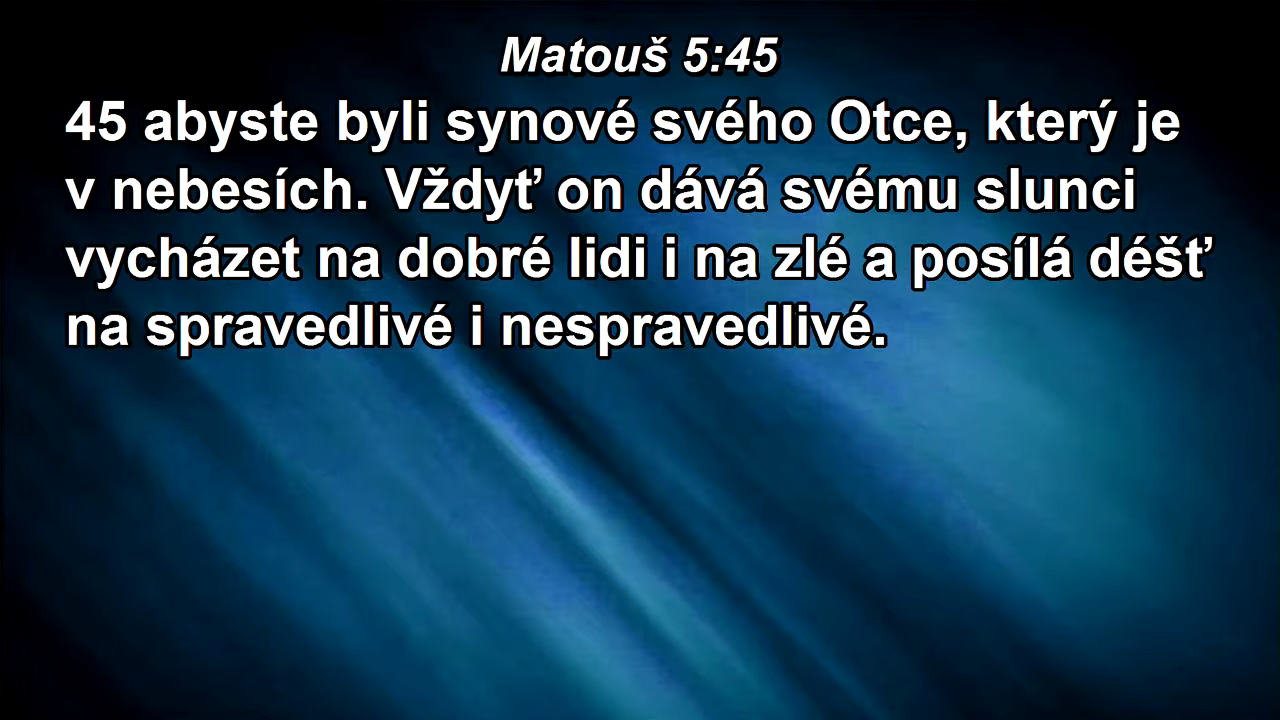 Matouš 5:45
45 abyste byli synové svého Otce, který je
v nebesích. Vždyť on dává svému slunci
vycházet na dobré lidi i na zlé a posílá déšť
na spravedlivé i nespravedlivé.